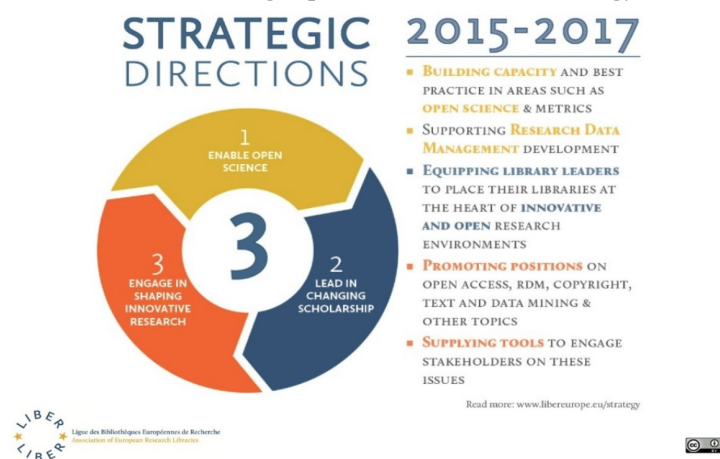 STRATEGIC
DIRECTIONS
1
ENABLE OPEN
SCIENCE
2
LEAD IN
CHANGING
SCHOLARSHIP
3
ENGAGE IN
SHAPING
INNOVATIVE
RESEARCH
3
2015-2017
BUILDING CAPACITY AND BEST
PRACTICE IN AREAS SUCH AS
OPEN SCIENCE & METRICS
SUPPORTING RESEARCH DATA
MANAGEMENT DEVELOPMENT
EQUIPPING LIBRARY LEADERS
TO PLACE THEIR LIBRARIES AT
THE HEART OF INNOVATIVE
AND OPEN RESEARCH
ENVIRONMENTS
PROMOTING POSITIONS ON
OPEN ACCESS, RDM, COPYRIGHT,
TEXT AND DATA MINING &
OTHER TOPICS
SUPPLYING TOOLS TO ENGAGE
STAKEHOLDERS ON THESE
ISSUES
Read more: www.libereurope.eu/strategy
LIBER
LIBER
Ligue des Bibliothèques Européennes de Recherche
Association of European Research Libraries
cc